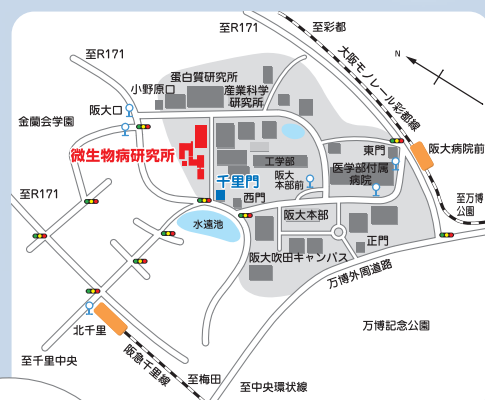 至R171
至彩都
大阪モノレール彩都線
N
至R171
蛋白質研究所
小野原口
産業科学
研究所
阪大口
金蘭会学園
微生物病研究所
工学部
東門
阪大病院前
医学部付属
病院
千里門
阪大
本部前
西門
至R171
至万博
公園
阪大本部
水遠池
正門
阪大吹田キャンパス
万博外周道路
北千里
万博記念公園
至千里中央
阪急千里線
至梅田
至中央環状線